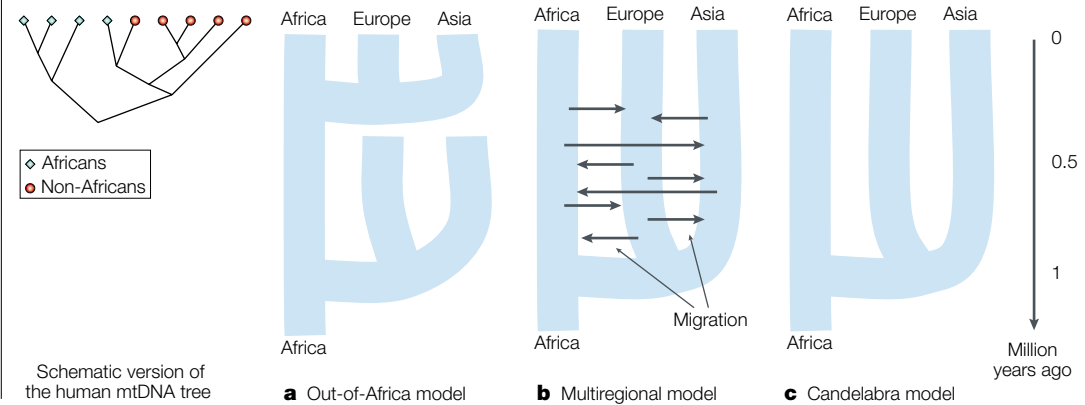 Africans
Non-Africans
Schematic version of
the human mtDNA tree
Africa Europe Asia
Africa
a Out-of-Africa model
Africa Europe Asia
Migration
Africa
b Multiregional model
Africa Europe Asia
Africa
c Candelabra model
0
0.5
1
Million
years ago